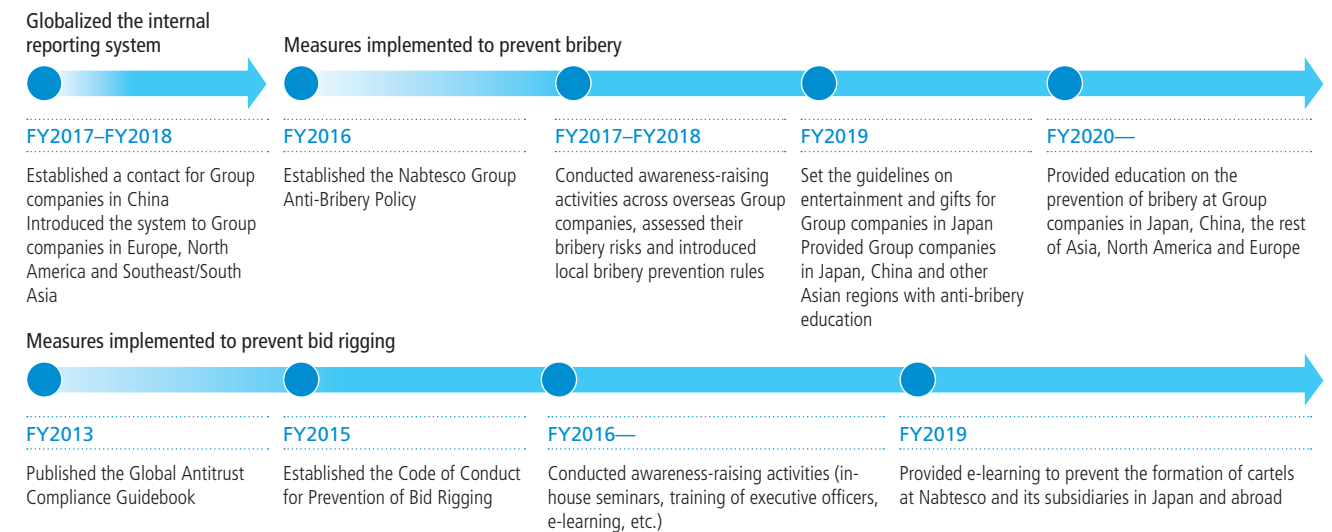 Globalized the internal
reporting system
FY2017–FY2018
Established a contact for Group
companies in China
Introduced the system to Group
companies in Europe, North
America and Southeast/South
Asia
Measures implemented to prevent bribery
FY2016
Established the Nabtesco Group
Anti-Bribery Policy
FY2017–FY2018
Conducted awareness-raising
activities across overseas Group
companies, assessed their
bribery risks and introduced
local bribery prevention rules
FY2019
Set the guidelines on
entertainment and gifts for
Group companies in Japan
Provided Group companies
in Japan, China and other
Asian regions with anti-bribery
education
FY2020—
Provided education on the
prevention of bribery at Group
companies in Japan, China, the rest
of Asia, North America and Europe
Measures implemented to prevent bid rigging
FY2013
Published the Global Antitrust
Compliance Guidebook
FY2015
Established the Code of Conduct
for Prevention of Bid Rigging
FY2016—
Conducted awareness-raising activities (in-
house seminars, training of executive officers,
e-learning, etc.)
FY2019
Provided e-learning to prevent the formation of cartels
at Nabtesco and its subsidiaries in Japan and abroad